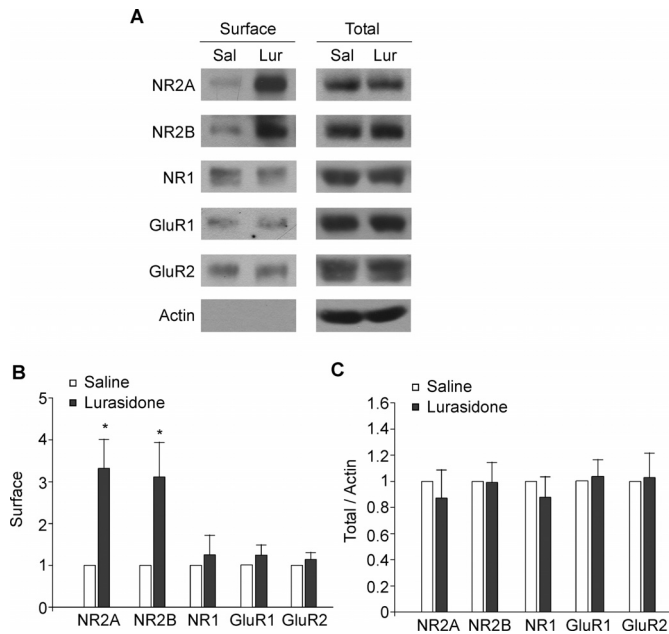 A
Surface Total
Sal Lur Sal Lur
NR2A
NR2B
NR1
GluR1
GluR2
Actin
B
Saline
Lurasidone
Surface
5
4
3
2
1
0
* *
NR2A NR2B NR1 GluR1 GluR2
C
Saline
Lurasidone
Total / Actin
1.6
1.4
1.2
1
0.8
0.6
0.4
0.2
0
NR2A NR2B NR1 GluR1 GluR2